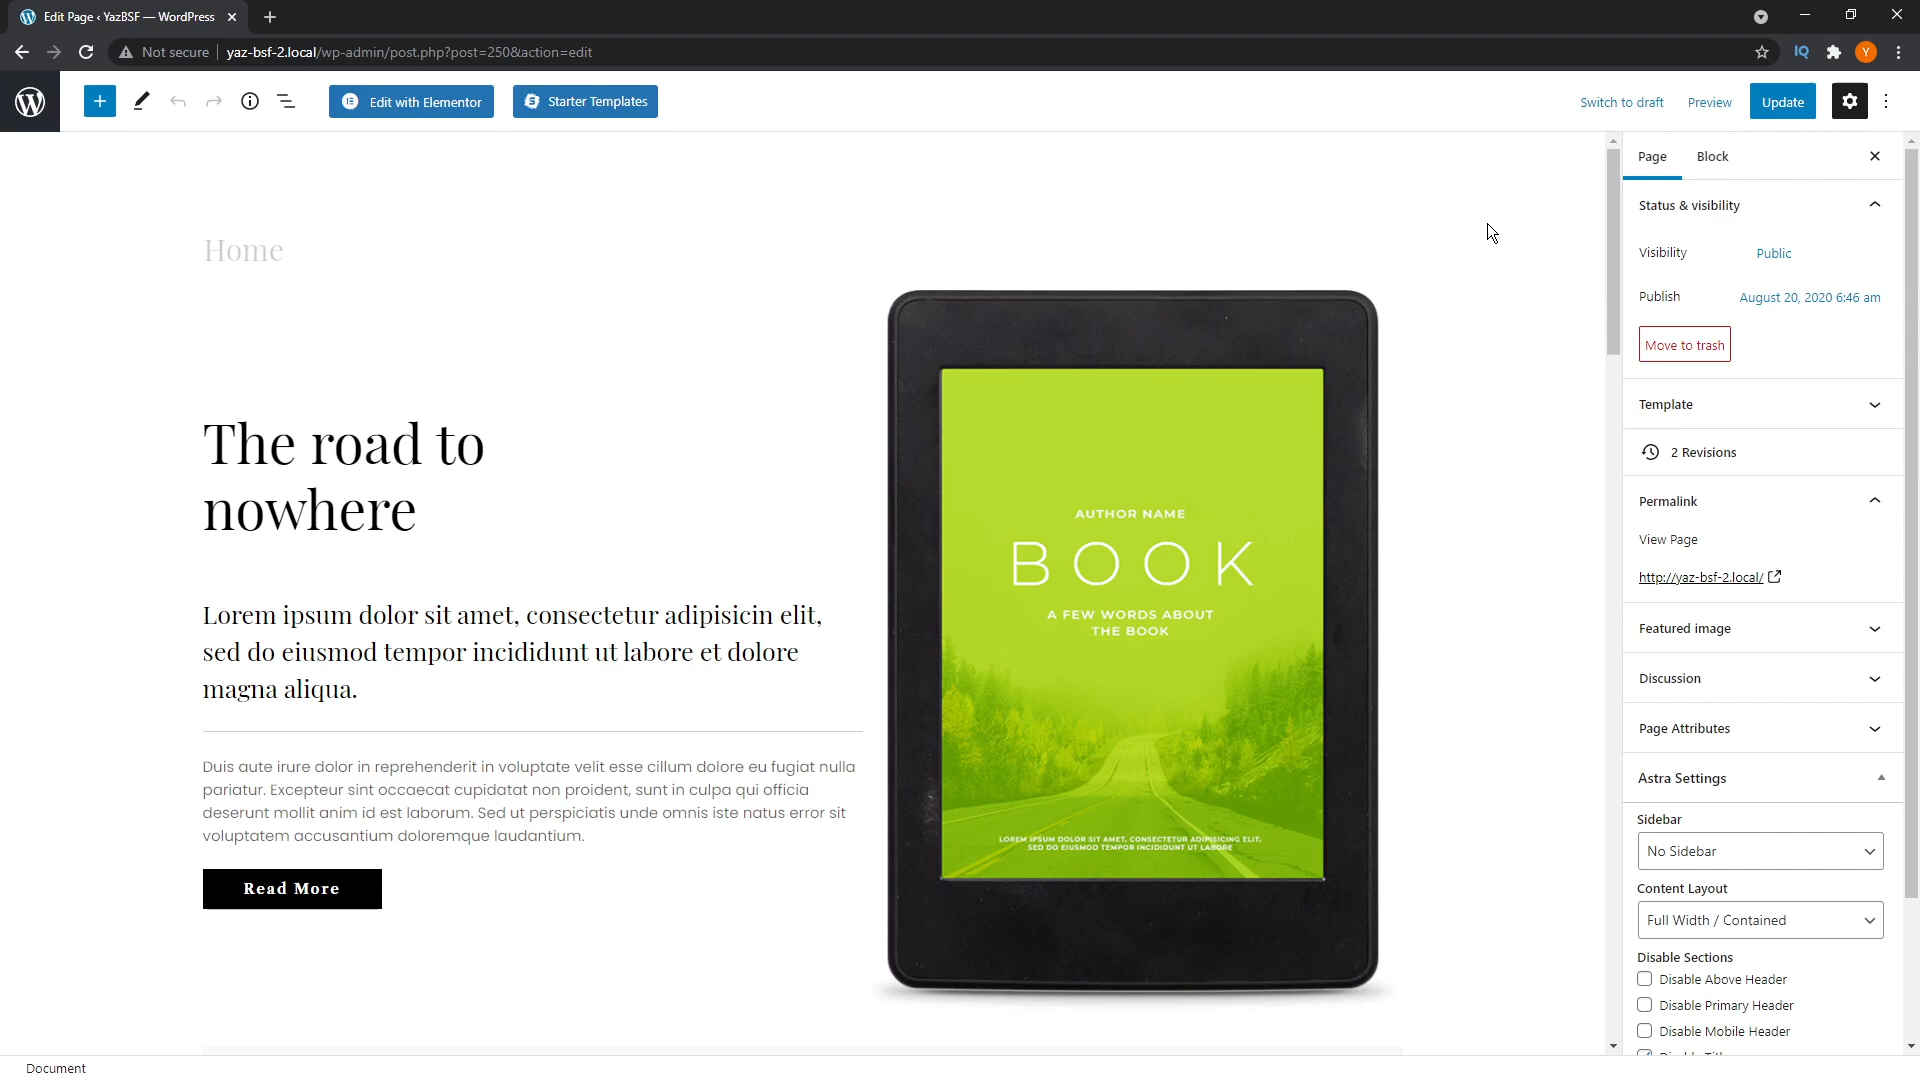 Edit Page ‹ YazBSF — WordPress
Not secure
yaz-bsf-2.local/wp-admin/post.php?post=250&action=edit
IQ
Y
Edit with Elementor
Starter Templates
Switch to draft
Preview
Update
Page
Block
Status & visibility
Visibility
Public
Publish
August 20, 2020 6:46 am
Move to trash
Template
2 Revisions
Permalink
View Page
http://yaz-bsf-2.local/
Featured image
Discussion
Page Attributes
Astra Settings
Sidebar
No Sidebar
Content Layout
Full Width / Contained
Disable Sections
Disable Above Header
Disable Primary Header
Disable Mobile Header
Home
The road to
nowhere
Lorem ipsum dolor sit amet, consectetur adipisicin elit,
sed do eiusmod tempor incididunt ut labore et dolore
magna aliqua.
Duis aute irure dolor in reprehenderit in voluptate velit esse cillum dolore eu fugiat nulla
pariatur. Excepteur sint occaecat cupidatat non proident, sunt in culpa qui officia
deserunt mollit anim id est laborum. Sed ut perspiciatis unde omnis iste natus error sit
voluptatem accusantium doloremque laudantium.
Read More
AUTHOR NAME
BOOK
A FEW WORDS ABOUT
THE BOOK
LOREM IPSUM DOLOR SIT AMET, CONSECTETUR ADIPISICING ELIT,
SED DO EIUSMOD TEMPOR INCIDIDUNT UT LABORE
Document